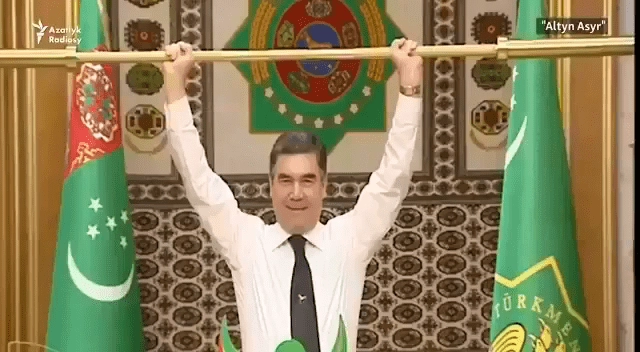 Azatlyk
Radiosy
"Altyn Asyr"
TÜRKMEN